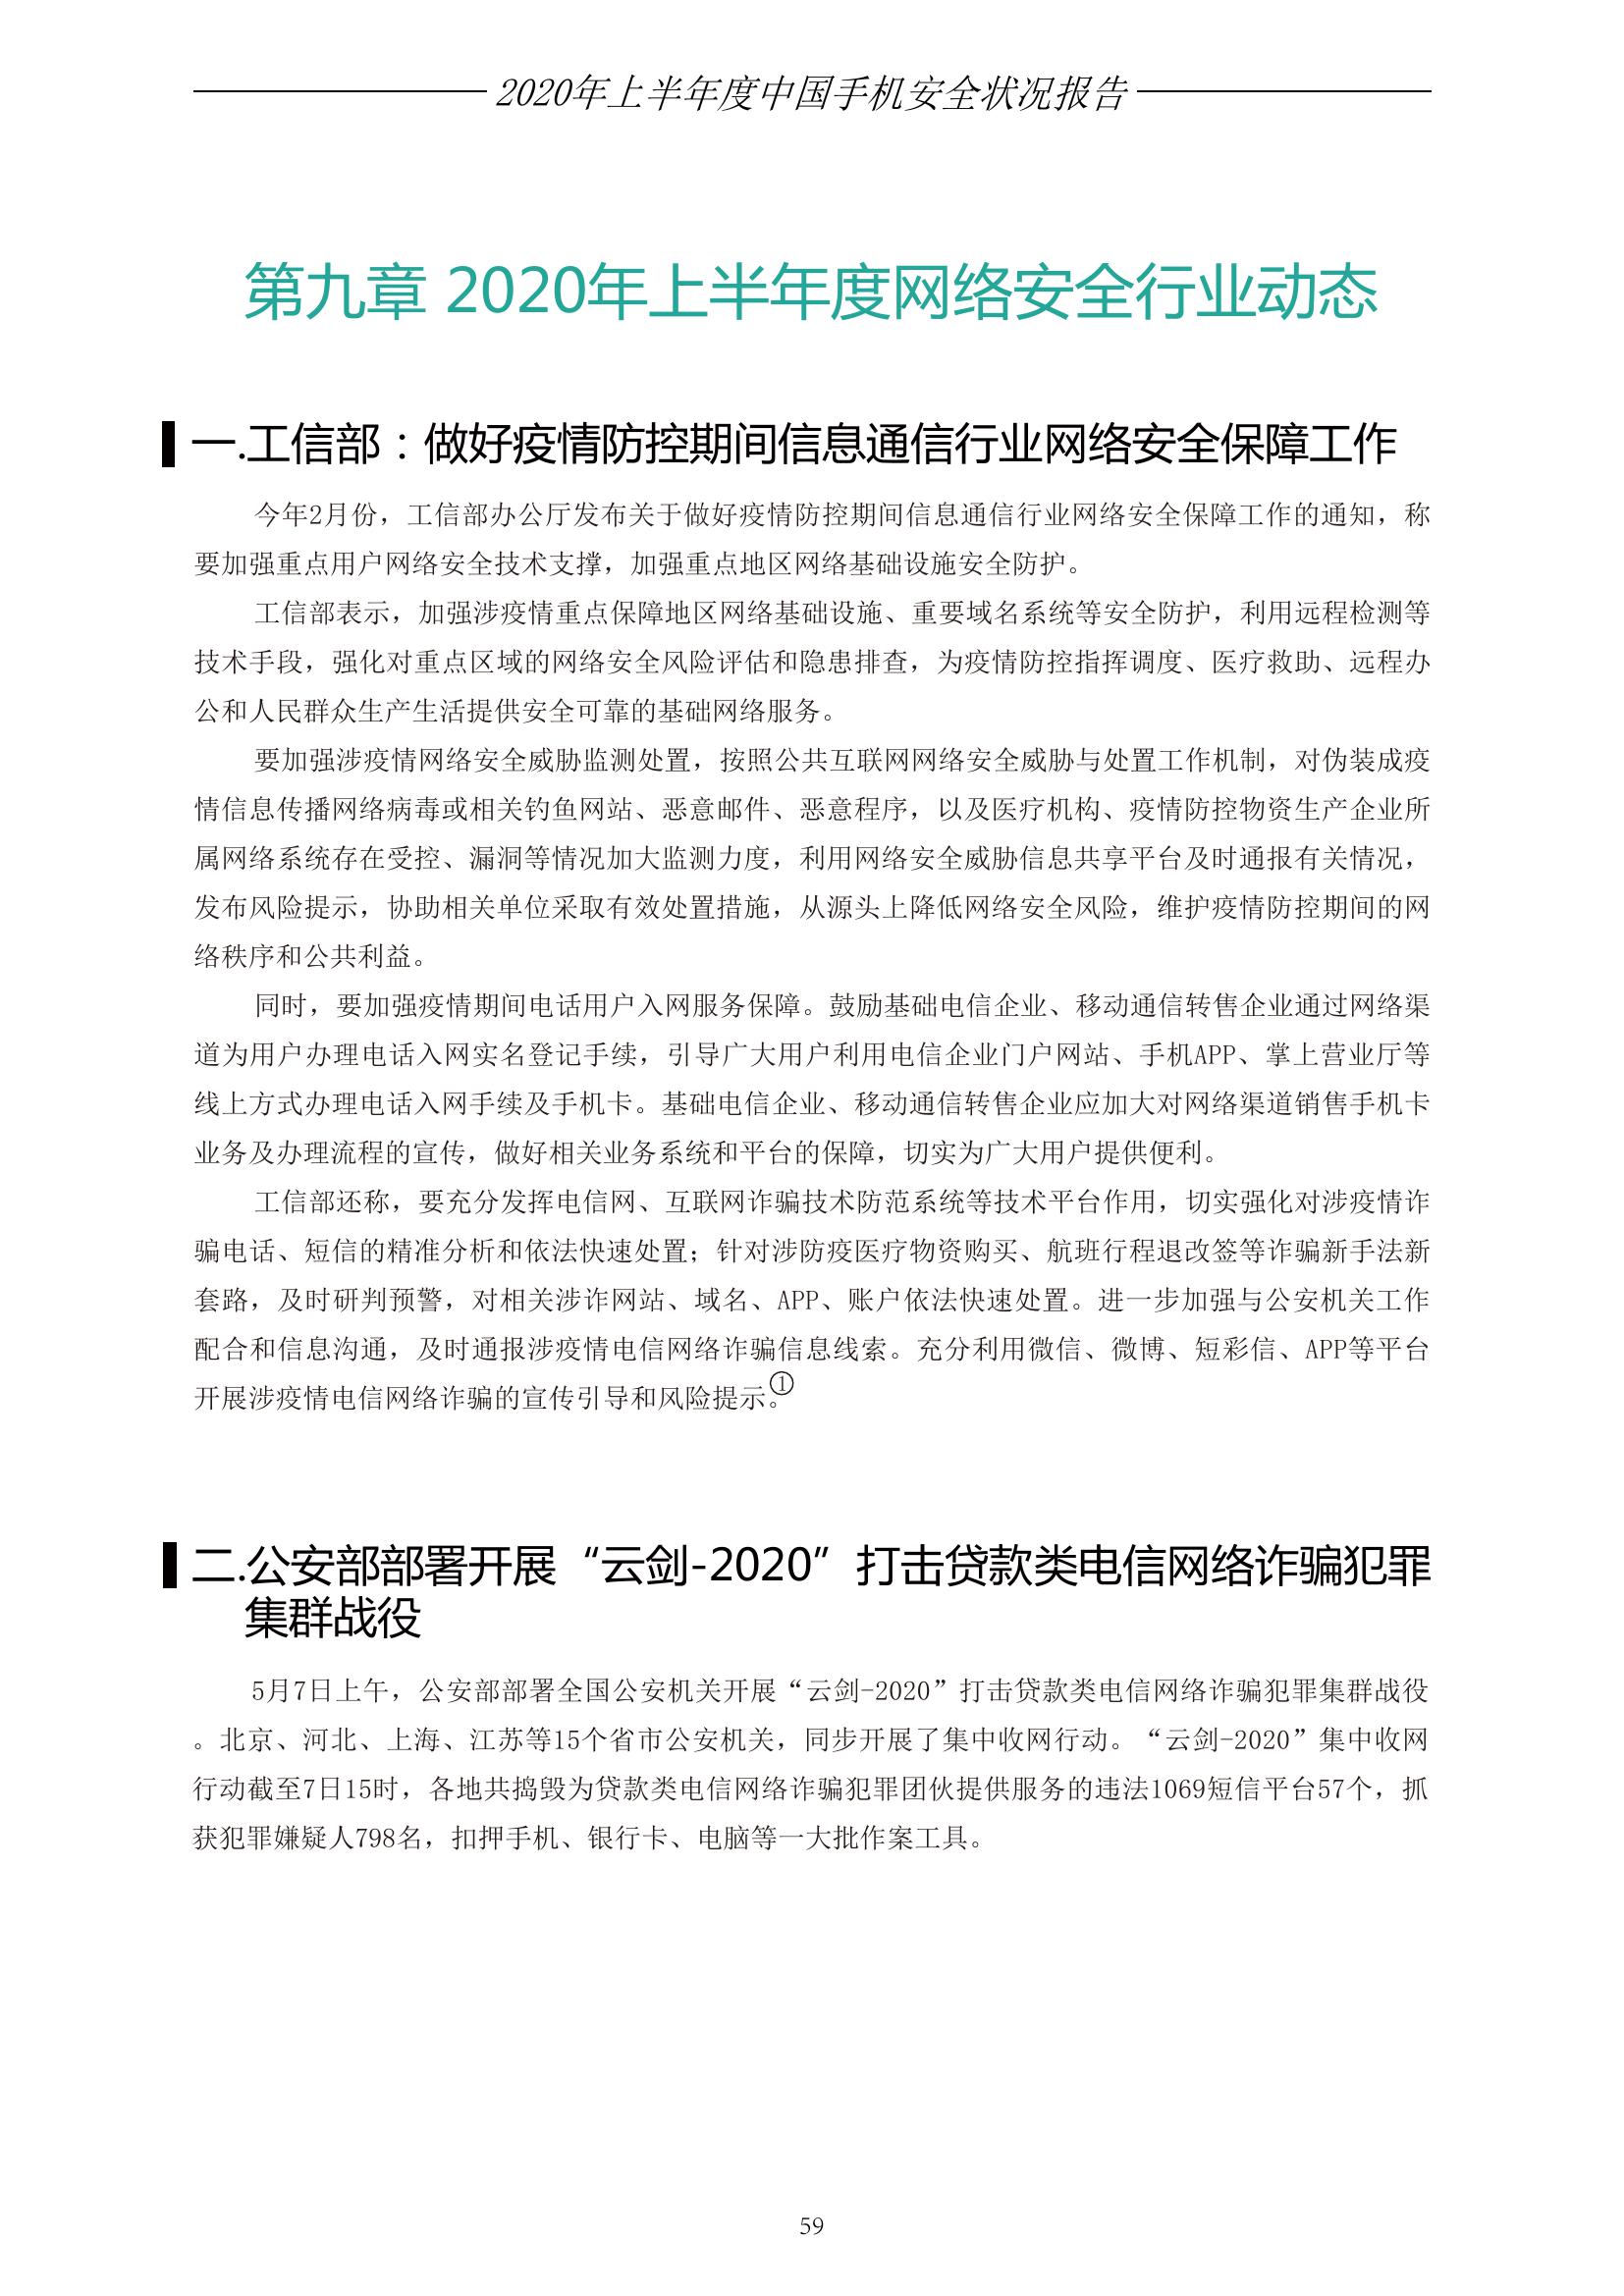 2020年上半年度中国手机安全状况报告
第九章 2020年上半年度网络安全行业动态
一.工信部：做好疫情防控期间信息通信行业网络安全保障工作
今年2月份，工信部办公厅发布关于做好疫情防控期间信息通信行业网络安全保障工作的通知，称
要加强重点用户网络安全技术支撑，加强重点地区网络基础设施安全防护。
工信部表示，加强涉疫情重点保障地区网络基础设施、重要域名系统等安全防护，利用远程检测等
技术手段，强化对重点区域的网络安全风险评估和隐患排查，为疫情防控指挥调度、医疗救助、远程办
公和人民群众生产生活提供安全可靠的基础网络服务。
要加强涉疫情网络安全威胁监测处置，按照公共互联网网络安全威胁与处置工作机制，对伪装成疫
情信息传播网络病毒或相关钓鱼网站、恶意邮件、恶意程序，以及医疗机构、疫情防控物资生产企业所
属网络系统存在受控、漏洞等情况加大监测力度，利用网络安全威胁信息共享平台及时通报有关情况，
发布风险提示，协助相关单位采取有效处置措施，从源头上降低网络安全风险，维护疫情防控期间的网
络秩序和公共利益。
同时，要加强疫情期间电话用户入网服务保障。鼓励基础电信企业、移动通信转售企业通过网络渠
道为用户办理电话入网实名登记手续，引导广大用户利用电信企业门户网站、手机APP、掌上营业厅等
线上方式办理电话入网手续及手机卡。基础电信企业、移动通信转售企业应加大对网络渠道销售手机卡
业务及办理流程的宣传，做好相关业务系统和平台的保障，切实为广大用户提供便利。
工信部还称，要充分发挥电信网、互联网诈骗技术防范系统等技术平台作用，切实强化对涉疫情诈
骗电话、短信的精准分析和依法快速处置；针对涉防疫医疗物资购买、航班行程退改签等诈骗新手法新
套路，及时研判预警，对相关涉诈网站、域名、APP、账户依法快速处置。进一步加强与公安机关工作
配合和信息沟通，及时通报涉疫情电信网络诈骗信息线索。充分利用微信、微博、短彩信、APP等平台
开展涉疫情电信网络诈骗的宣传引导和风险提示。①
二.公安部部署开展“云剑-2020”打击贷款类电信网络诈骗犯罪
集群战役
5月7日上午，公安部部署全国公安机关开展“云剑-2020”打击贷款类电信网络诈骗犯罪集群战役
。北京、河北、上海、江苏等15个省市公安机关，同步开展了集中收网行动。“云剑-2020”集中收网
行动截至7日15时，各地共捣毁为贷款类电信网络诈骗犯罪团伙提供服务的违法1069短信平台57个，抓
获犯罪嫌疑人798名，扣押手机、银行卡、电脑等一大批作案工具。
59